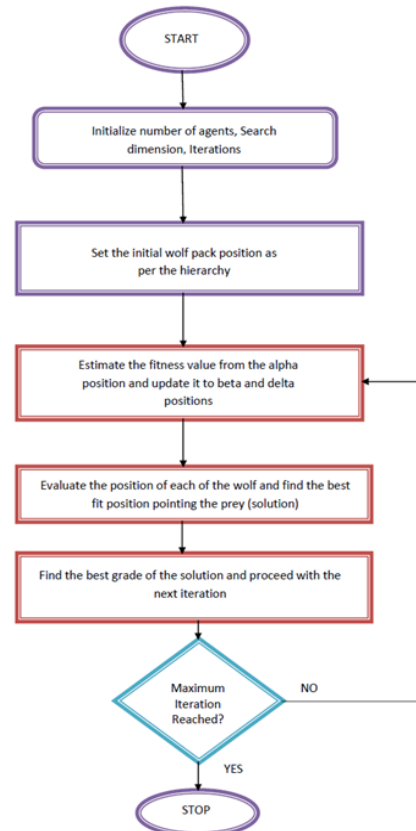 START
Initialize number of agents, Search
dimension, Iterations
Set the initial wolf pack position as
per the hierarchy
Estimate the fitness value from the alpha
position and update it to beta and delta
positions
Evaluate the position of each of the wolf and find the best
fit position pointing the prey (solution)
Find the best grade of the solution and proceed with the
next iteration
Maximum
Iteration
Reached?
NO
YES
STOP